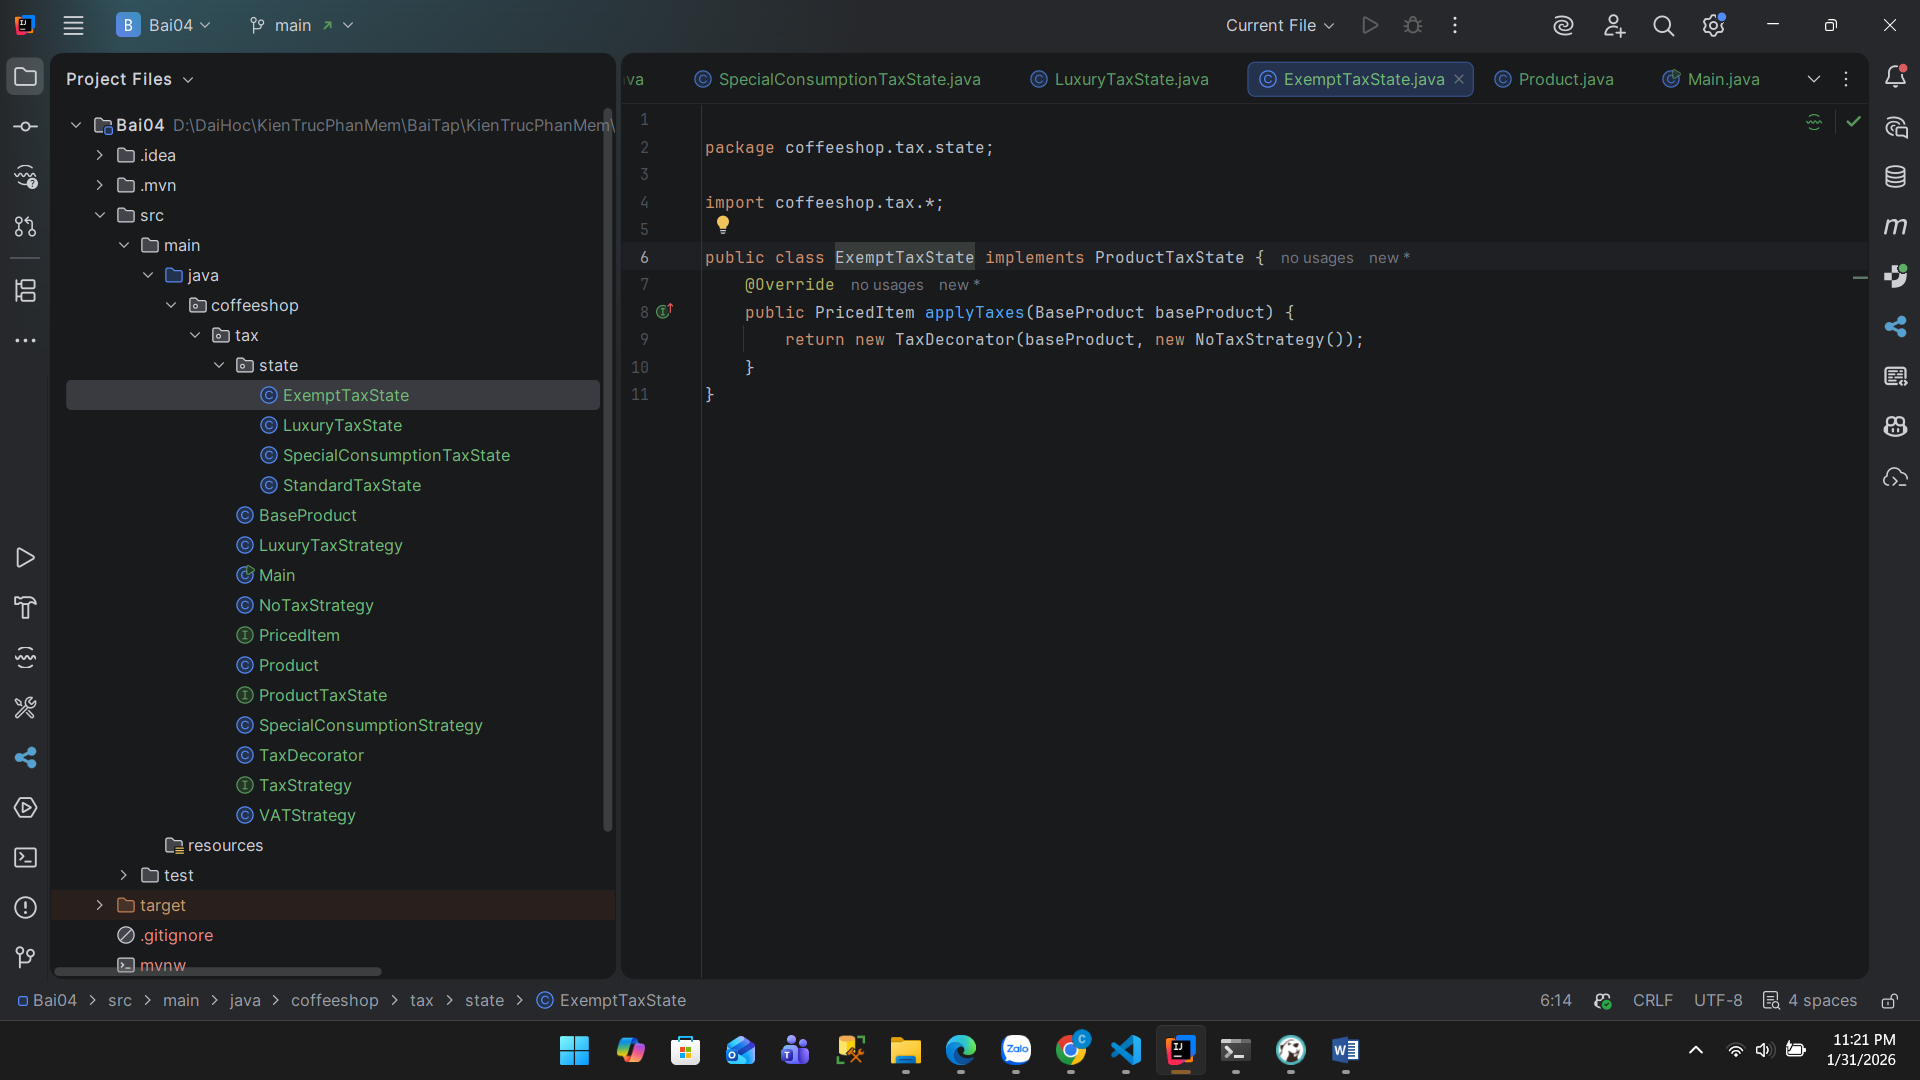 B Bai04 main
Current File
Project Files
va
SpecialConsumptionTaxState.java
LuxuryTaxState.java
ExemptTaxState.java
Product.java
Main.java
Bai04 D:\DaiHoc\KienTrucPhanMem\BaiTap\KienTrucPhanMem\
.idea
.mvn
src
main
java
coffeeshop
tax
state
ExemptTaxState
LuxuryTaxState
SpecialConsumptionTaxState
StandardTaxState
BaseProduct
LuxuryTaxStrategy
Main
NoTaxStrategy
PricedItem
Product
ProductTaxState
SpecialConsumptionStrategy
TaxDecorator
TaxStrategy
VATStrategy
resources
test
target
.gitignore
mvnw
1
2 package coffeeshop.tax.state;
3
4 import coffeeshop.tax.*;
5
6 public class ExemptTaxState implements ProductTaxState { no usages new *
7 @Override no usages new *
8 public PricedItem applyTaxes(BaseProduct baseProduct) {
9 return new TaxDecorator(baseProduct, new NoTaxStrategy());
10 }
11 }
Bai04 > src > main > java > coffeeshop > tax > state > ExemptTaxState
6:14 CRLF UTF-8 4 spaces
11:21 PM
1/31/2026